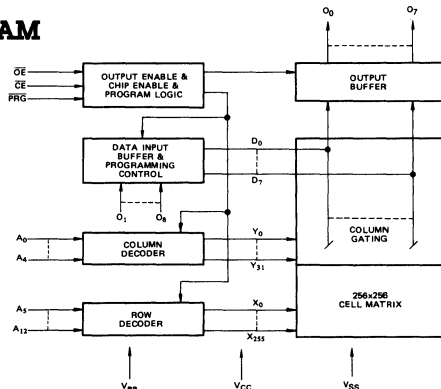 AM
O0 O7
OE
CE
PRG
OUTPUT ENABLE &
CHIP ENABLE &
PROGRAM LOGIC
OUTPUT
BUFFER
DATA INPUT
BUFFER &
PROGRAMMING
CONTROL
D0
D7
O1 O8
COLUMN
GATING
A0
A4
COLUMN
DECODER
Y0
Y31
256x256
CELL MATRIX
A5
A12
ROW
DECODER
X0
X255
VPP VCC VSS